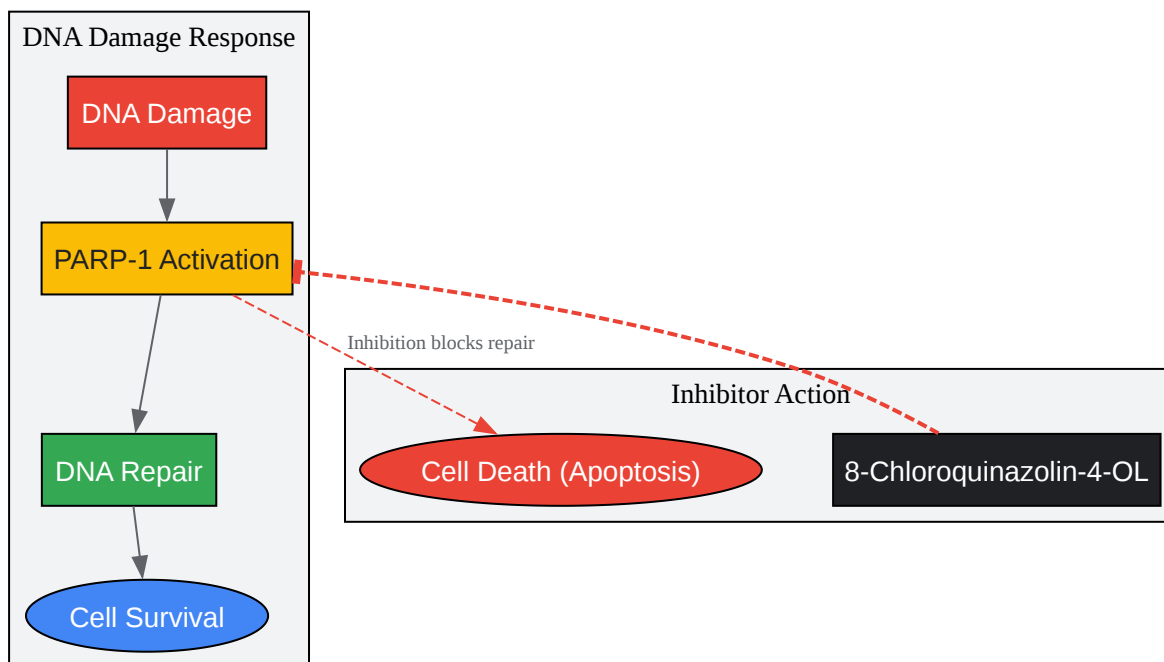 DNA Damage Response
DNA Damage
PARP-1 Activation
Inhibition blocks repair
Inhibitor Action
DNA Repair
Cell Death (Apoptosis)
8-Chloroquinazolin-4-OL
Cell Survival